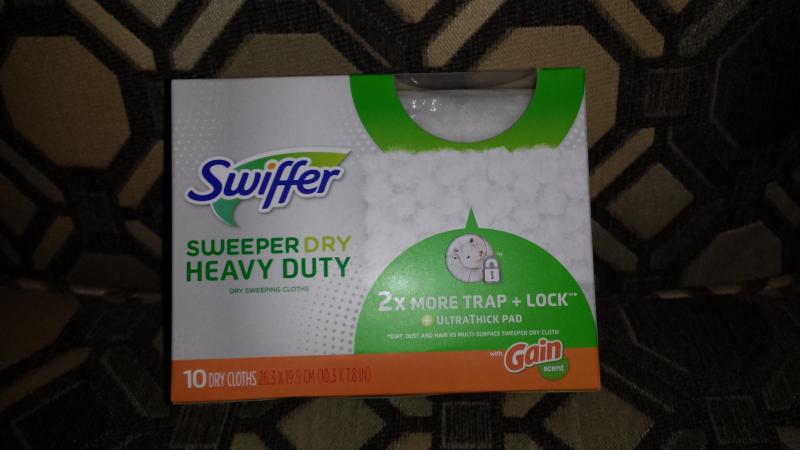 Swiffer
SWEEPER DRY
HEAVY DUTY
DRY SWEEPING CLOTHS
2X MORE TRAP + LOCK™*
+ ULTRATHICK PAD
*DIRT, DUST AND HAIR VS MULTI-SURFACE SWEEPER DRY CLOTH
with Gain
scent
10 DRY CLOTHS 26.3 X 19.9 CM (10.3 X 7.8 IN)